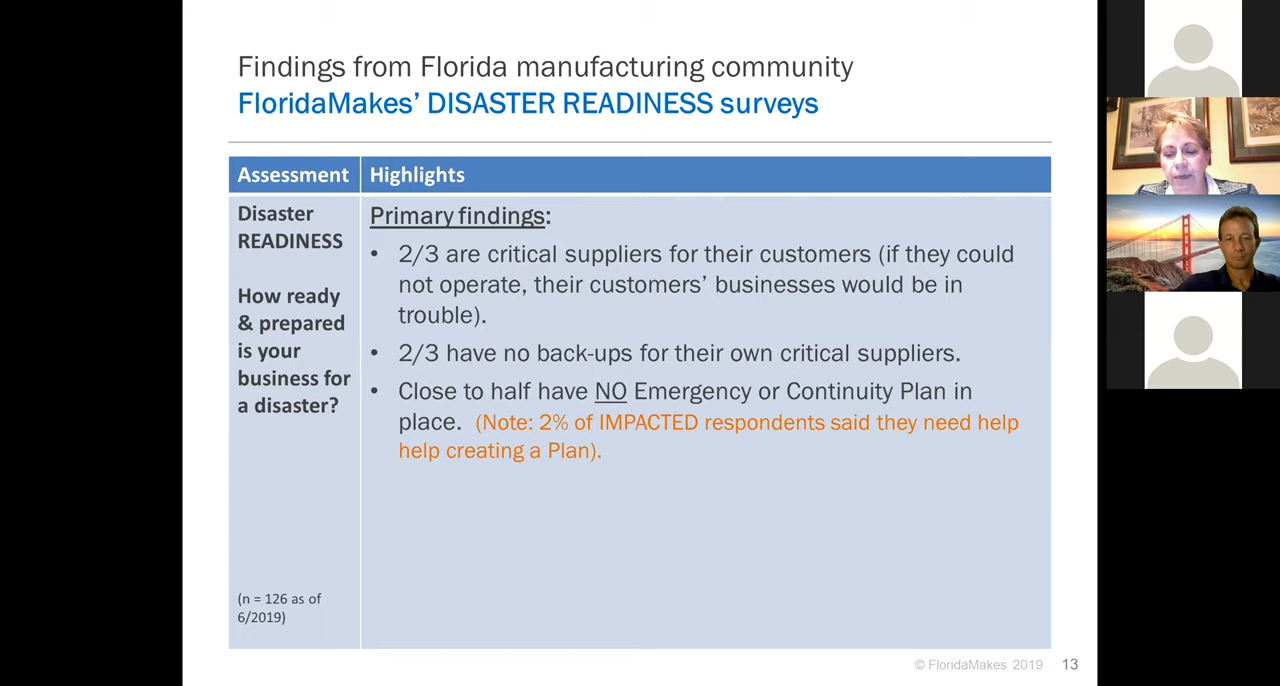 Findings from Florida manufacturing community
FloridaMakes’ DISASTER READINESS surveys
Assessment
Highlights
Disaster
READINESS
How ready
& prepared
is your
business for
a disaster?
(n = 126 as of
6/2019)
Primary findings:
• 2/3 are critical suppliers for their customers (if they could
not operate, their customers’ businesses would be in
trouble).
• 2/3 have no back-ups for their own critical suppliers.
• Close to half have NO Emergency or Continuity Plan in
place. (Note: 2% of IMPACTED respondents said they need help
help creating a Plan).
© FloridaMakes 2019 13